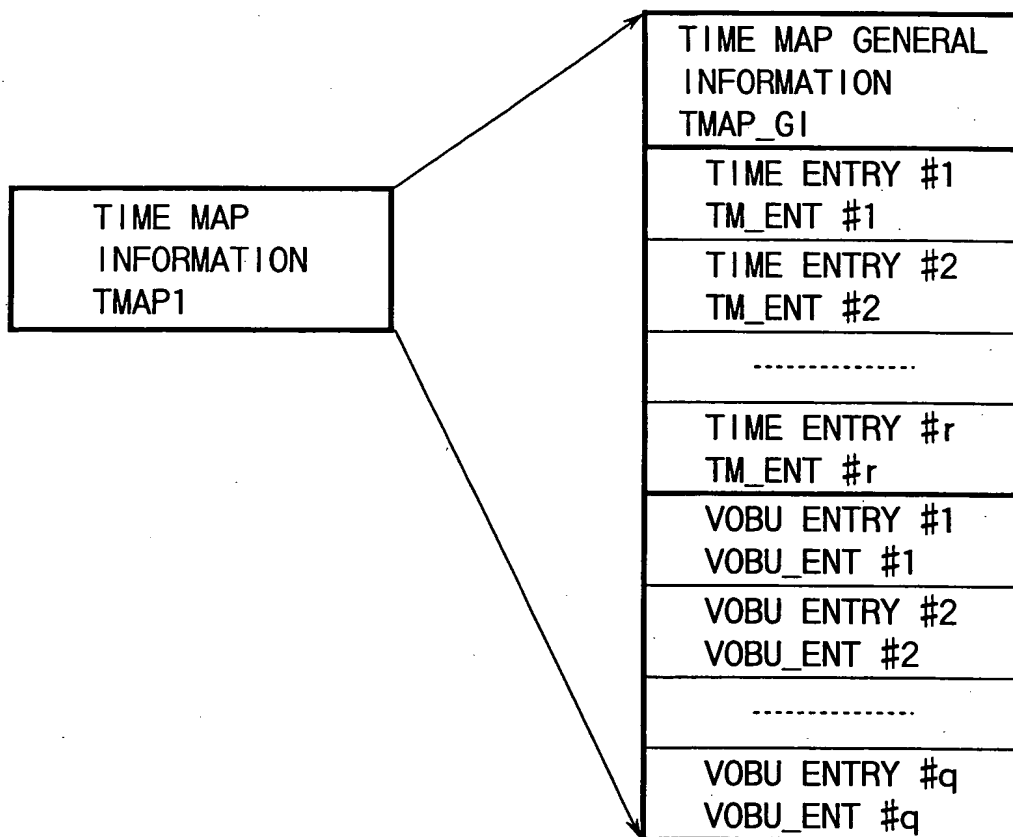 TIME MAP
INFORMATION
TMAP1
TIME MAP GENERAL
INFORMATION
TMAP_GI
TIME ENTRY #1
TM_ENT #1
TIME ENTRY #2
TM_ENT #2
TIME ENTRY #r
TM_ENT #r
VOBU ENTRY #1
VOBU_ENT #1
VOBU ENTRY #2
VOBU_ENT #2
VOBU ENTRY #q
VOBU_ENT #q